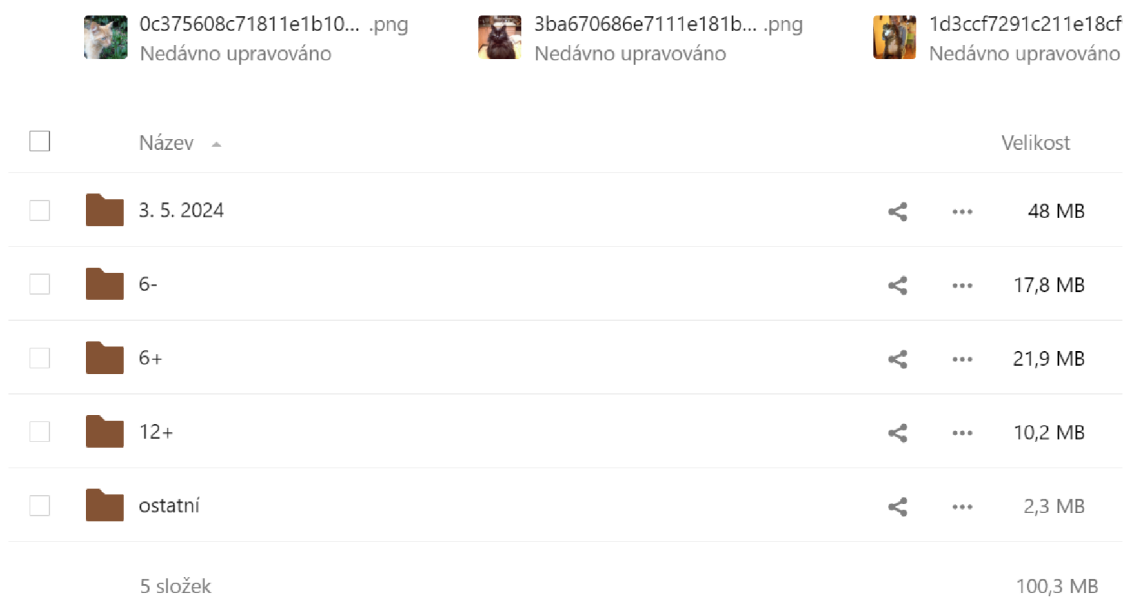 0c375608c71811e1b10... .png
Nedávno upravováno
3ba670686e7111e181b... .png
Nedávno upravováno
1d3ccf7291c211e18cf
Nedávno upravováno
Název Velikost
3. 5. 2024 48 MB
6- 17,8 MB
6+ 21,9 MB
12+ 10,2 MB
ostatní 2,3 MB
5 složek 100,3 MB